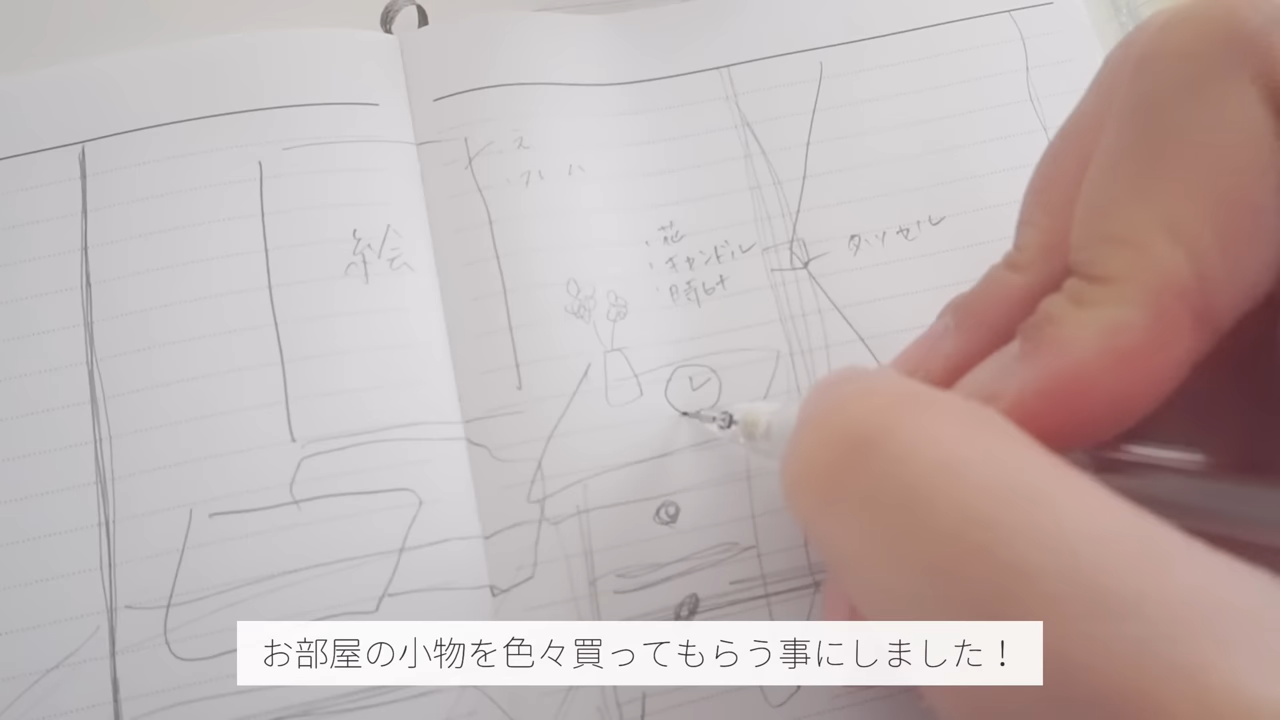 絵
・花
・キャンドル
・時計
タッセル
お部屋の小物を色々買ってもらう事にしました！